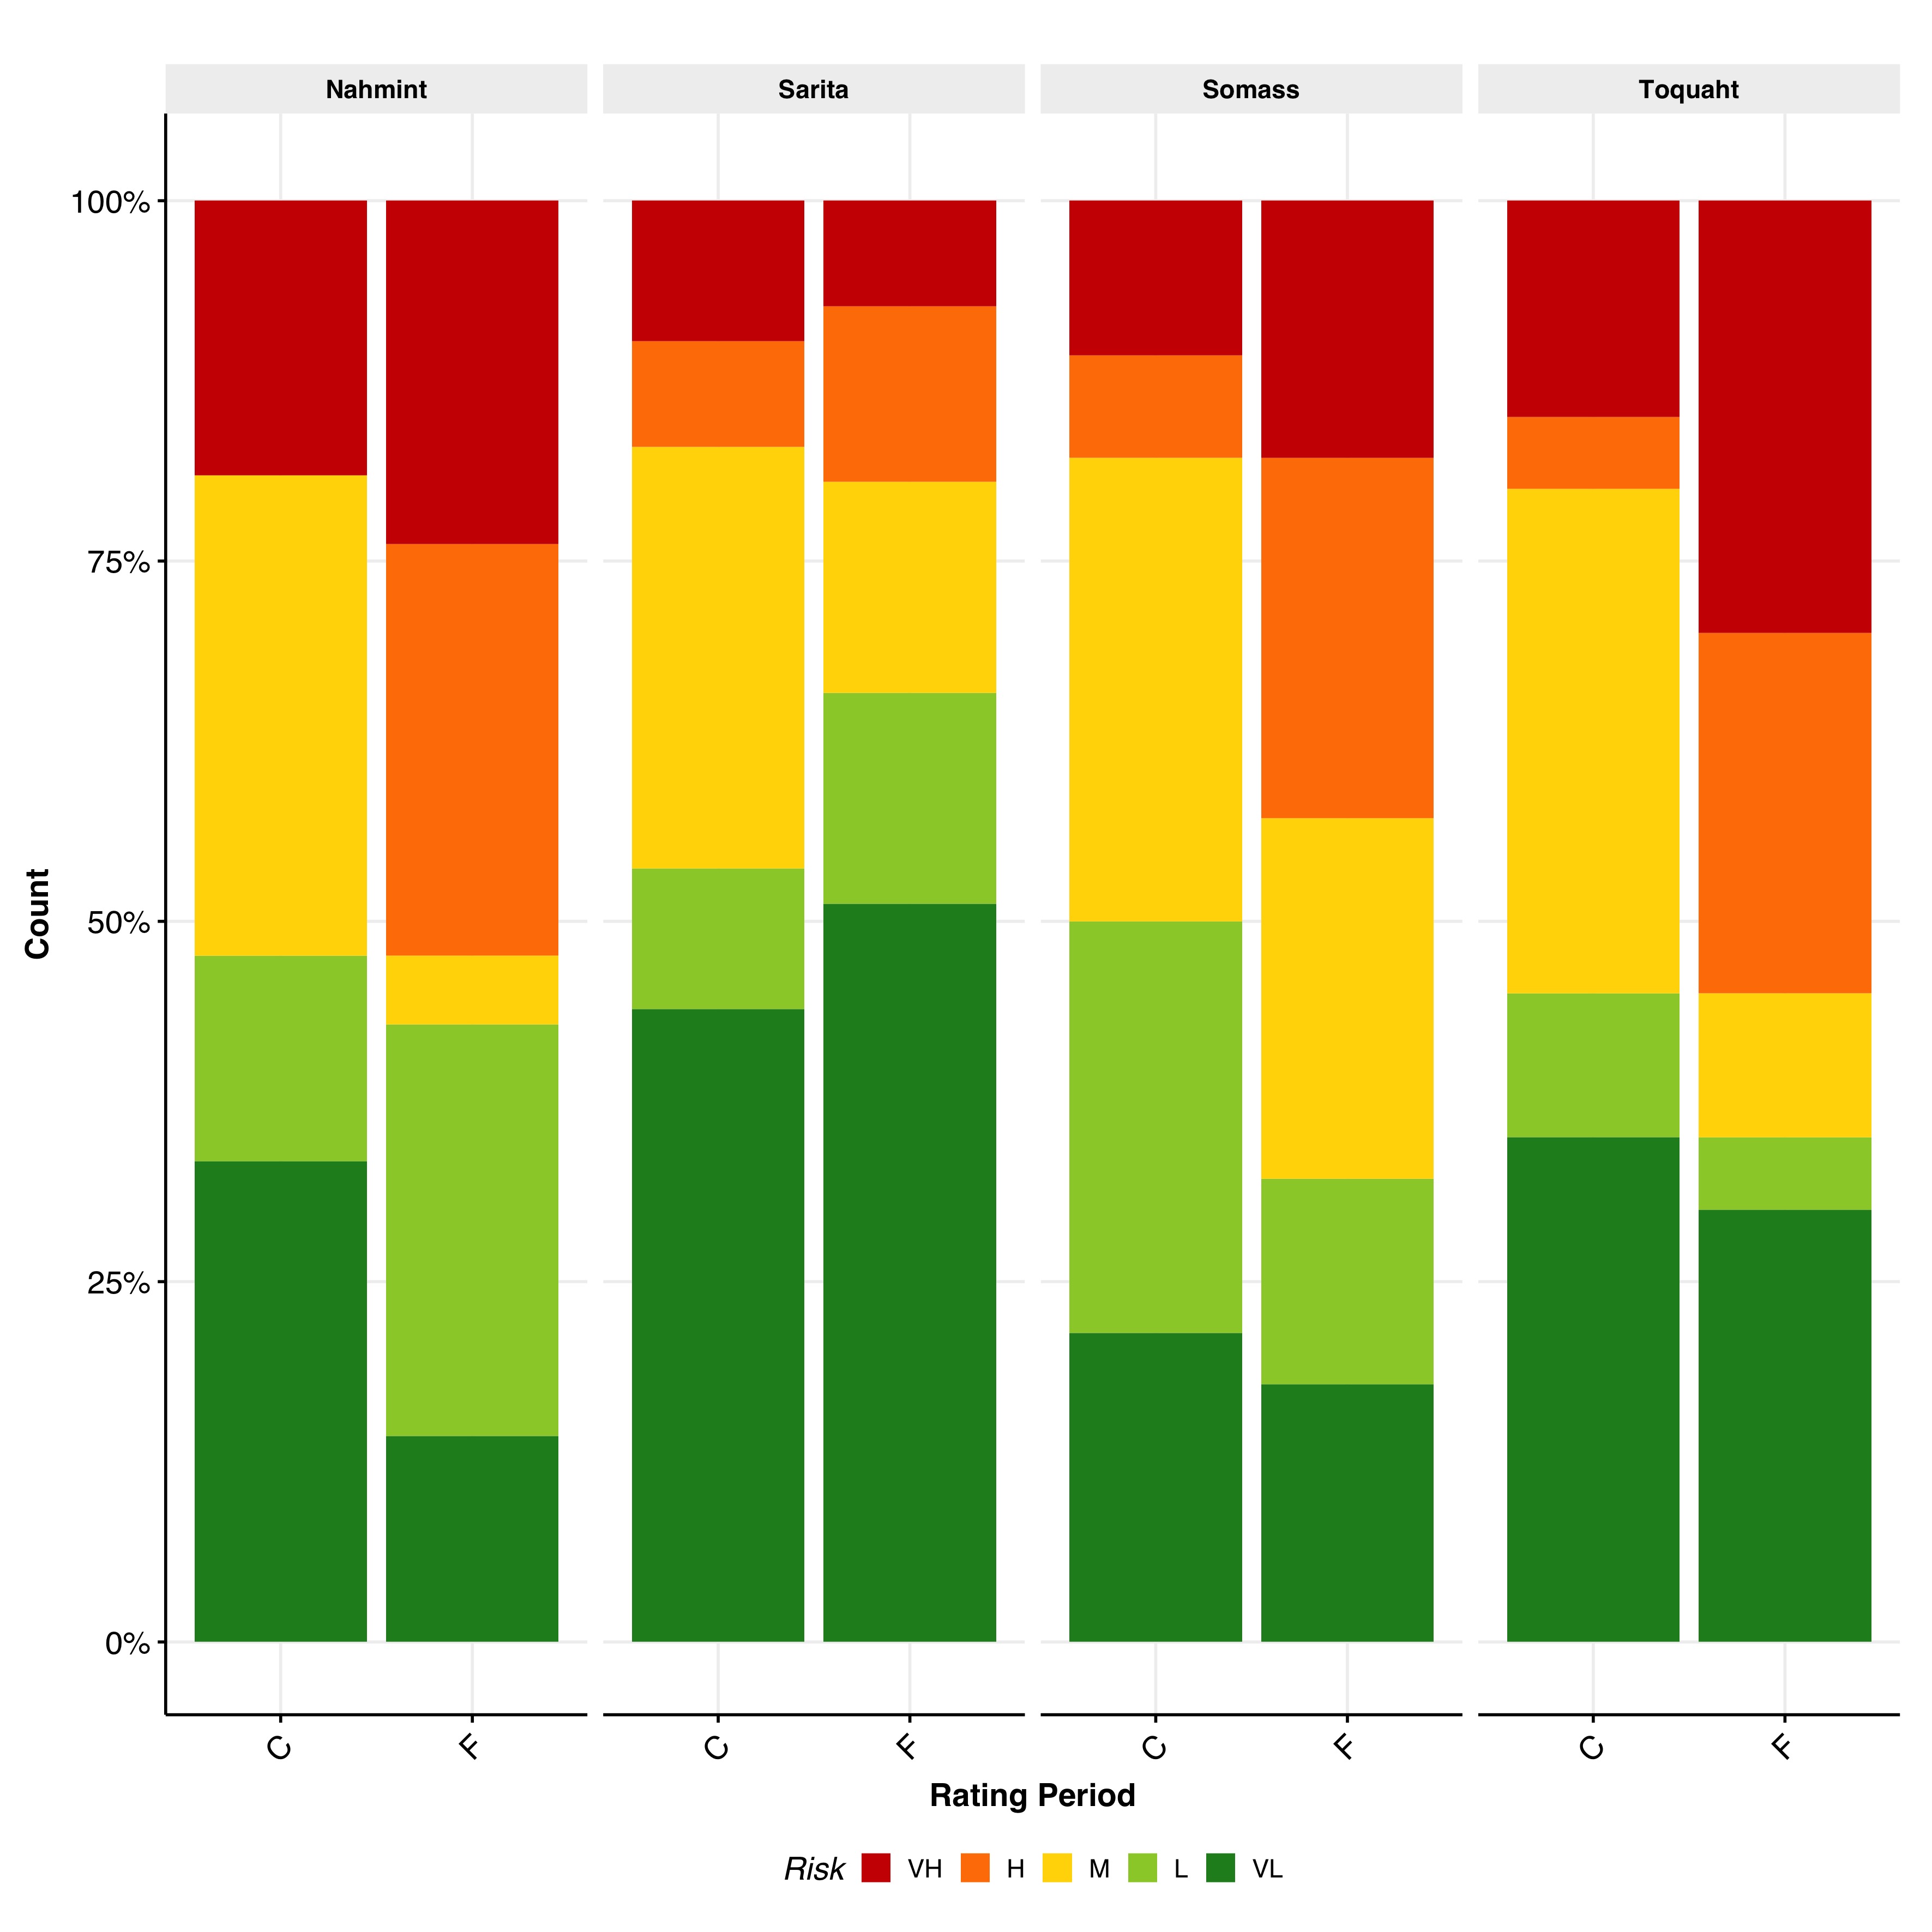 Nahmint Sarita Somass Toquaht
100%
75%
50%
25%
0%
Count
C F C F C F C F
Rating Period
Risk VH H M L VL